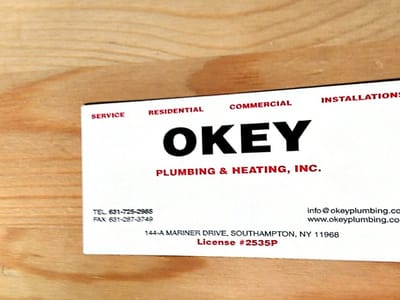 SERVICE RESIDENTIAL COMMERCIAL INSTALLATIONS
OKEY
PLUMBING & HEATING, INC.
TEL. 631-725-2985 info@okeyplumbing.co
FAX 631-287-3749 www.okeyplumbing.co
144-A MARINER DRIVE, SOUTHAMPTON, NY 11968
License #2535P